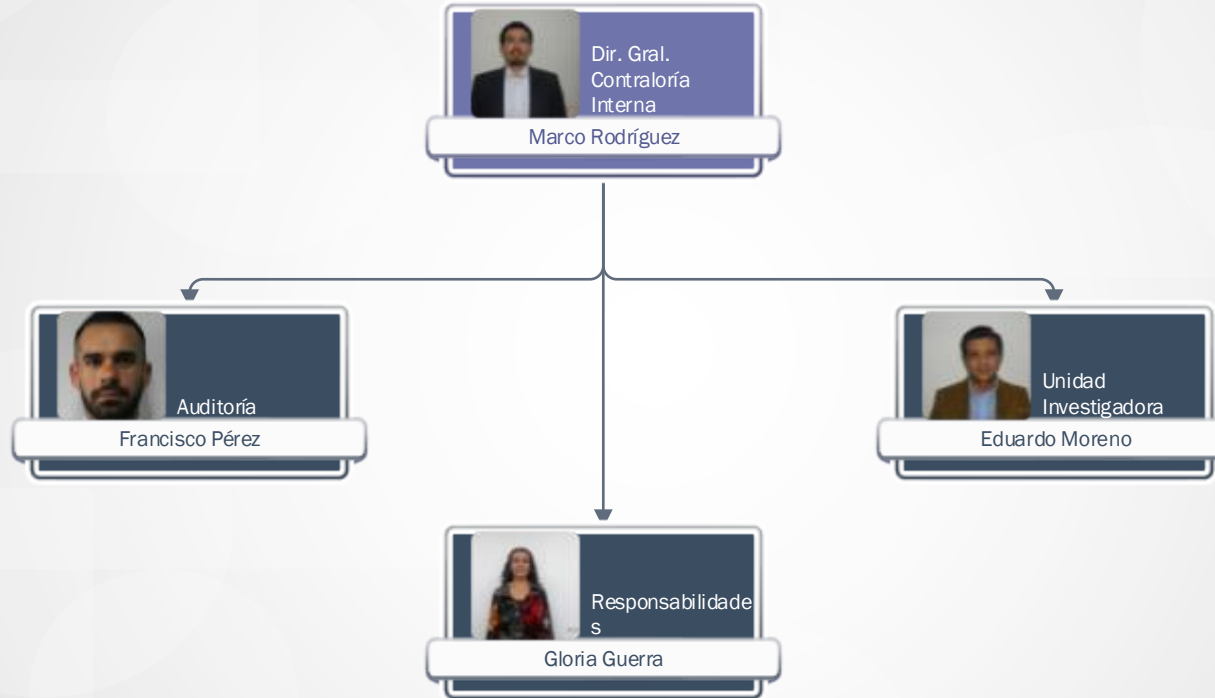 Dir. Gral.
Contraloría
Interna
Marco Rodríguez
Auditoría
Francisco Pérez
Unidad
Investigadora
Eduardo Moreno
Responsabilidade
s
Gloria Guerra